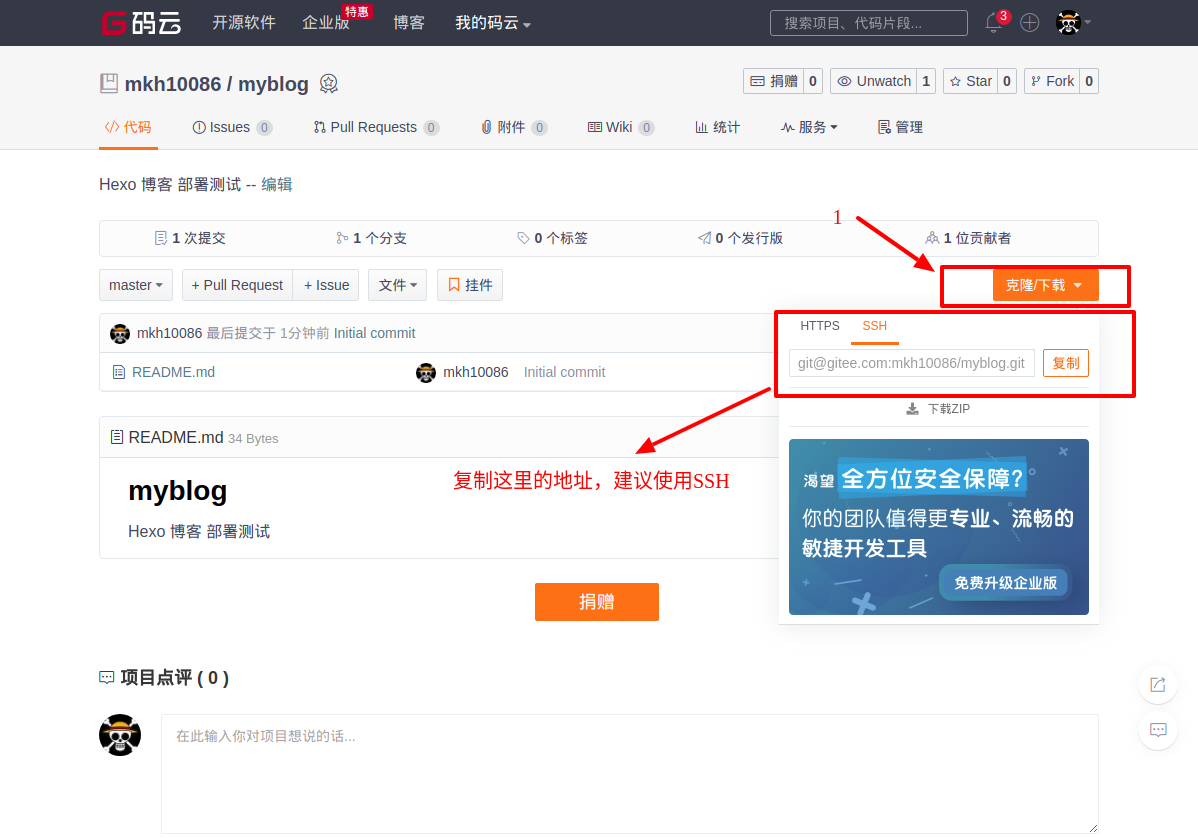 码云 开源软件 企业版 特惠 博客 我的码云 搜索项目、代码片段... 3
mkh10086 / myblog 捐赠 0 Unwatch 1 Star 0 Fork 0
代码 Issues 0 Pull Requests 0 附件 0 Wiki 0 统计 服务 管理
Hexo 博客 部署测试 -- 编辑
1
1 次提交 1 个分支 0 个标签 0 个发行版 1 位贡献者
master + Pull Request + Issue 文件 挂件 克隆/下载
mkh10086 最后提交于 1分钟前 Initial commit
HTTPS SSH
git@gitee.com:mkh10086/myblog.git 复制
README.md mkh10086 Initial commit
下载ZIP
README.md 34 Bytes
复制这里的地址，建议使用SSH
myblog
Hexo 博客 部署测试
渴望 全方位安全保障?
你的团队值得更专业、流畅的
敏捷开发工具
免费升级企业版
捐赠
项目点评 ( 0 )
在此输入你对项目想说的话...